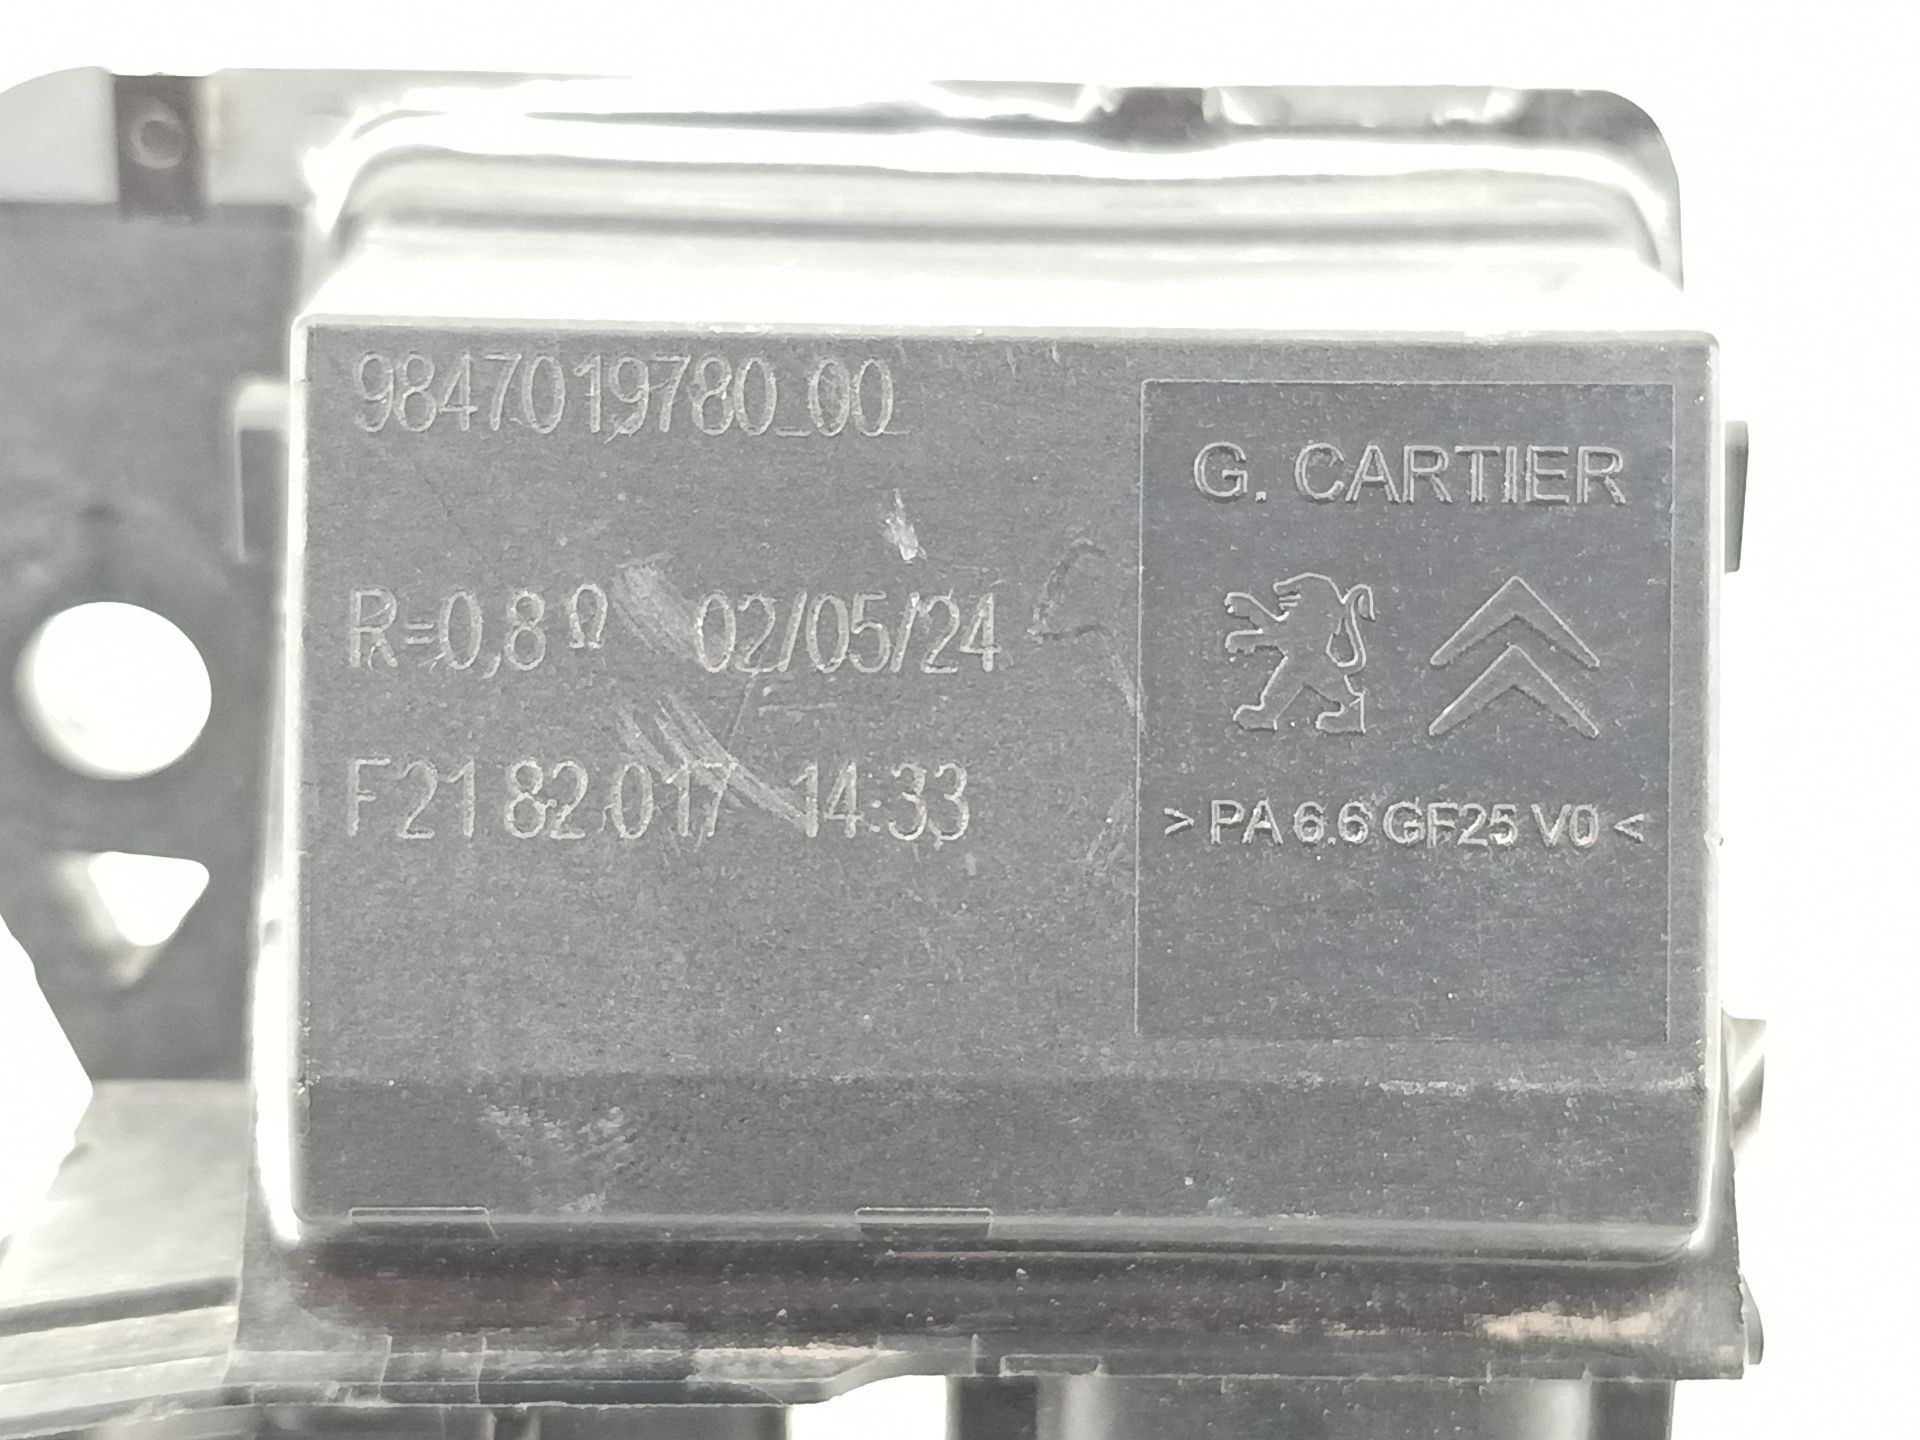 9847019780_00
R=0,8 Ω 02/05/24
F21 82 017 14:33
G. CARTIER
> PA 6.6 GF25 V0 <